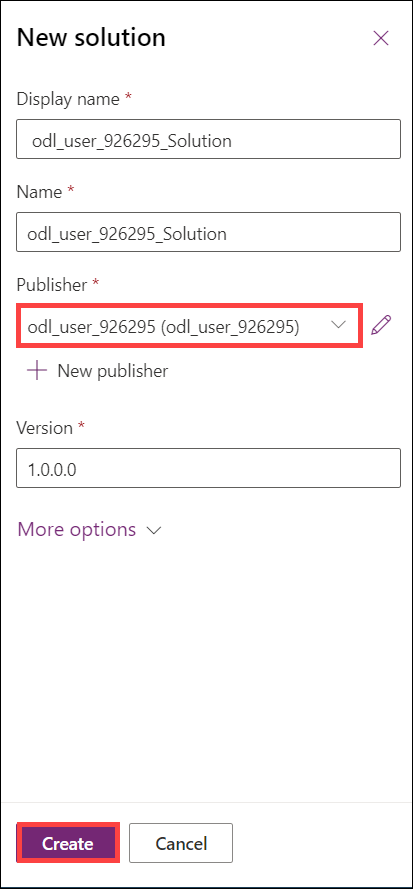 New solution
Display name *
odl_user_926295_Solution
Name *
odl_user_926295_Solution
Publisher *
odl_user_926295 (odl_user_926295)
New publisher
Version *
1.0.0.0
More options
Create Cancel